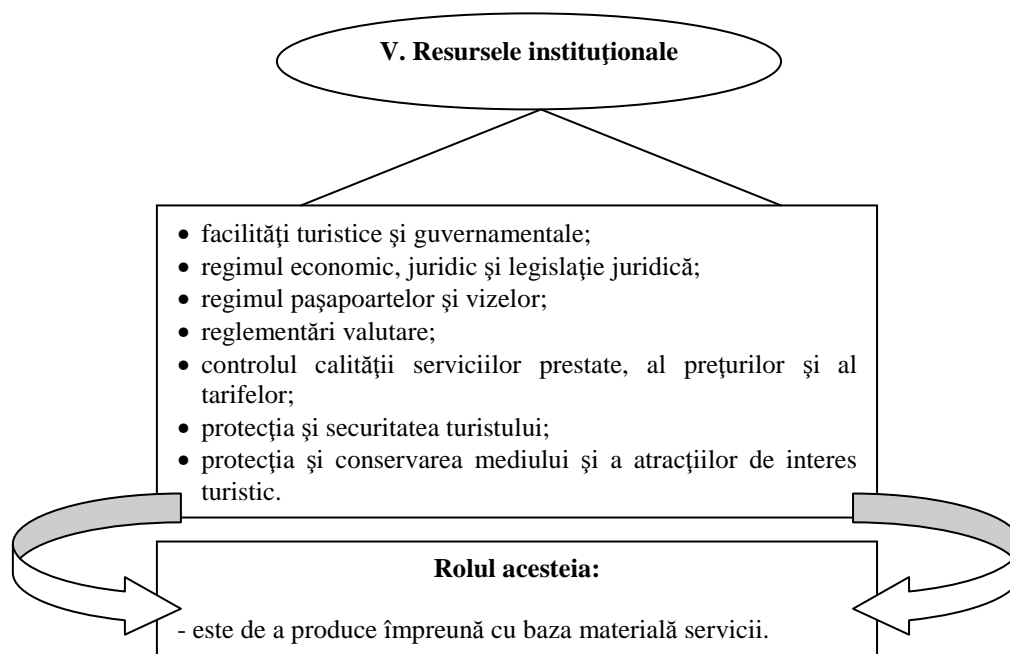 V. Resursele instituţionale
• facilităţi turistice şi guvernamentale;
• regimul economic, juridic şi legislaţie juridică;
• regimul paşapoartelor şi vizelor;
• reglementări valutare;
• controlul calităţii serviciilor prestate, al preţurilor şi al
tarifelor;
• protecţia şi securitatea turistului;
• protecţia şi conservarea mediului şi a atracţiilor de interes
turistic.
Rolul acesteia:
- este de a produce împreună cu baza materială servicii.